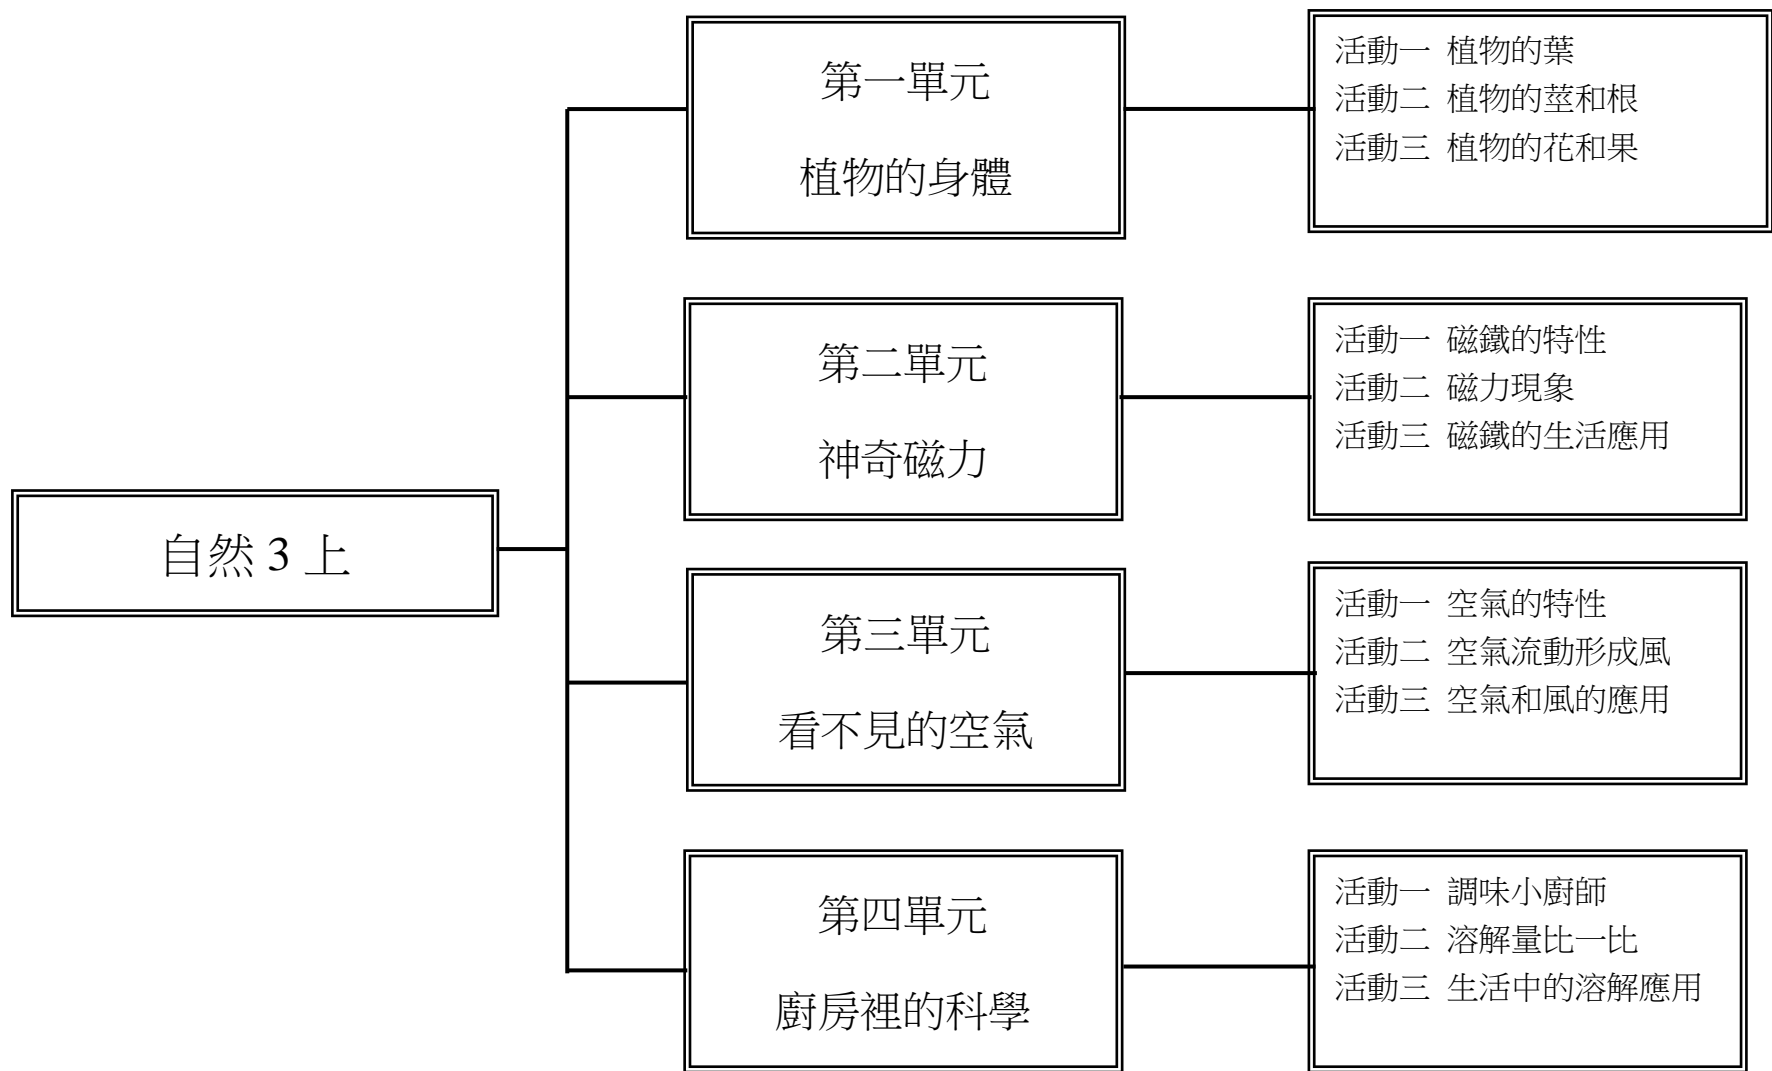 自然 3 上
第一單元
植物的身體
活動一 植物的葉
活動二 植物的莖和根
活動三 植物的花和果
第二單元
神奇磁力
活動一 磁鐵的特性
活動二 磁力現象
活動三 磁鐵的生活應用
第三單元
看不見的空氣
活動一 空氣的特性
活動二 空氣流動形成風
活動三 空氣和風的應用
第四單元
廚房裡的科學
活動一 調味小廚師
活動二 溶解量比一比
活動三 生活中的溶解應用